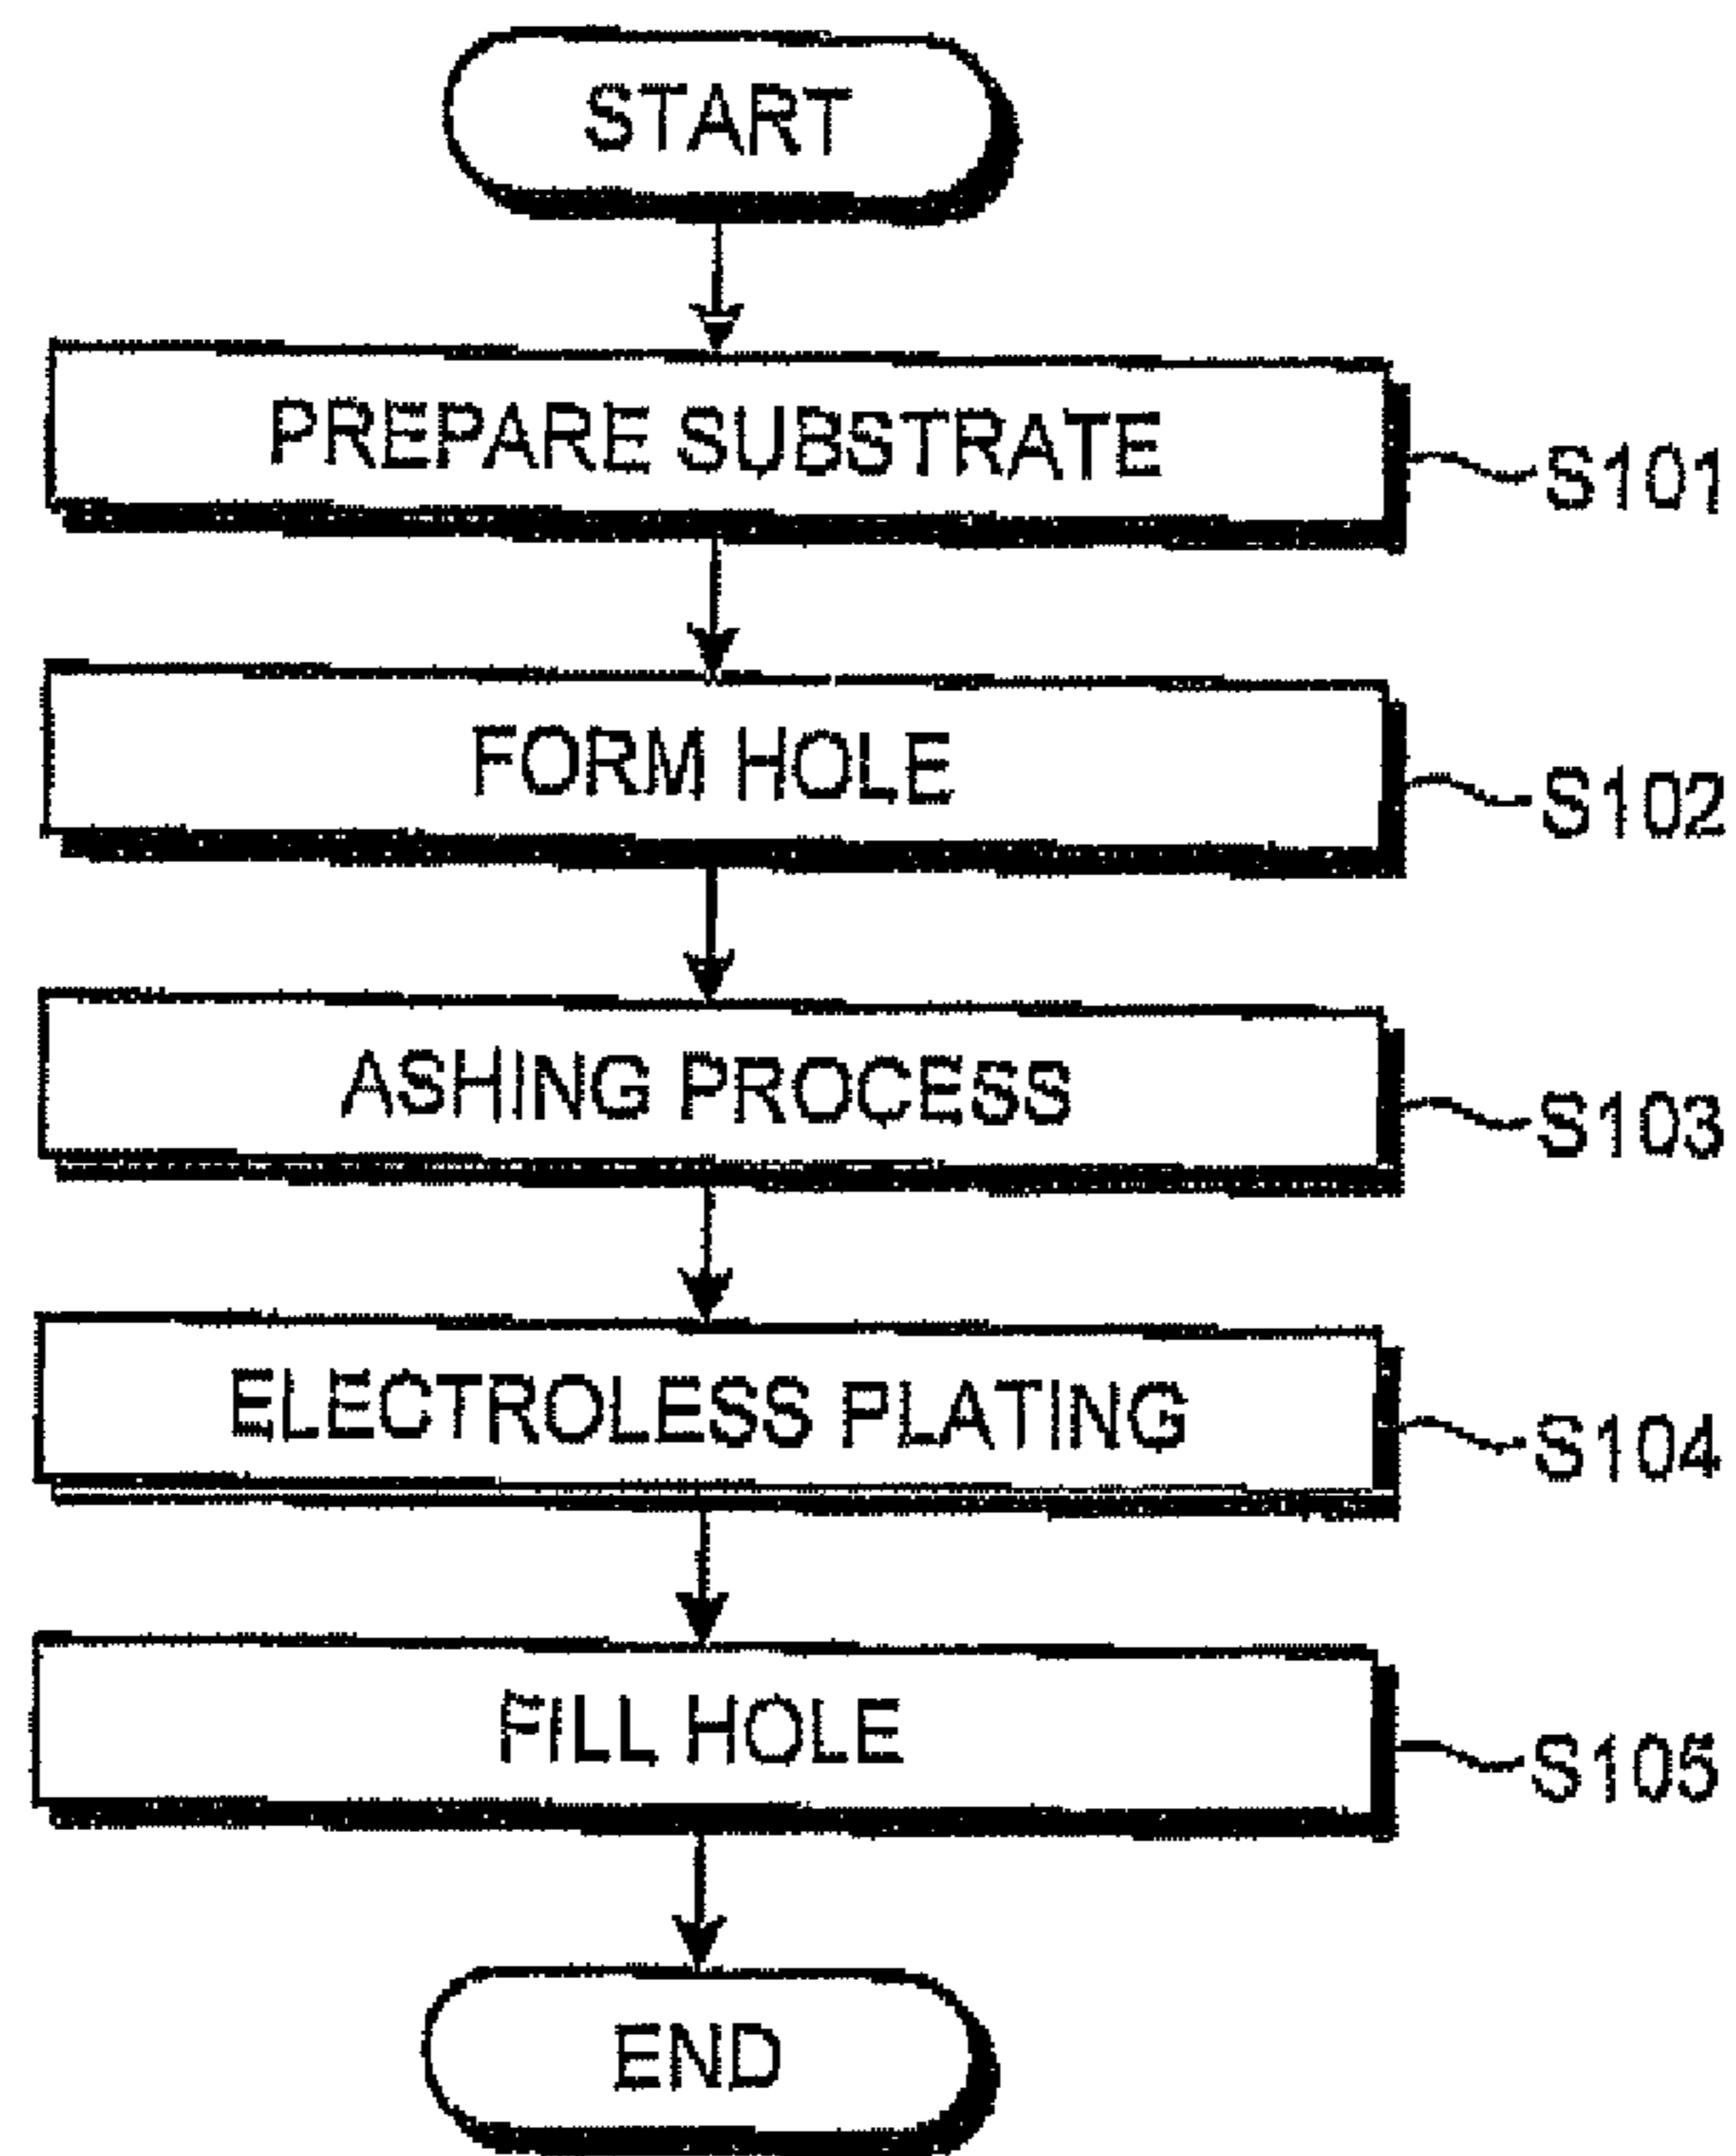 START
PREPARE SUBSTRATE
S101
FORM HOLE
S102
ASHING PROCESS
S103
ELECTROLESS PLATING
S104
FILL HOLE
S105
END